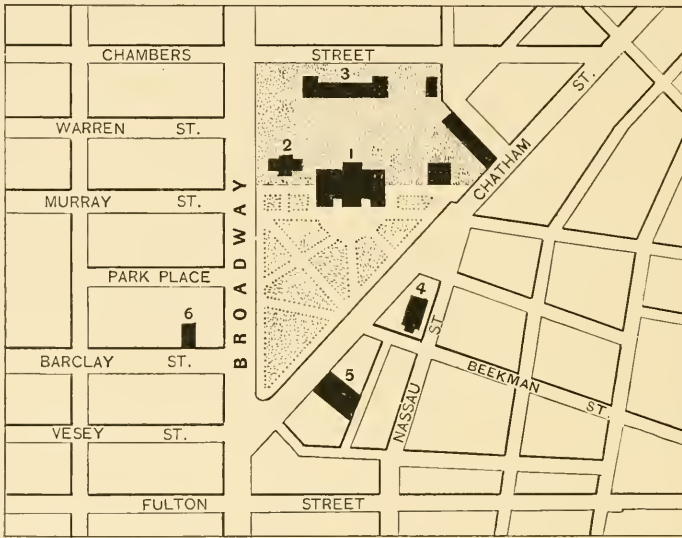 CHAMBERS STREET
3
WARREN ST.
ST.
2
1
CHATHAM
MURRAY ST.
BROADWAY
PARK PLACE
4
6
ST.
BARCLAY ST.
BEEKMAN ST.
5
NASSAU
VESEY ST.
FULTON STREET